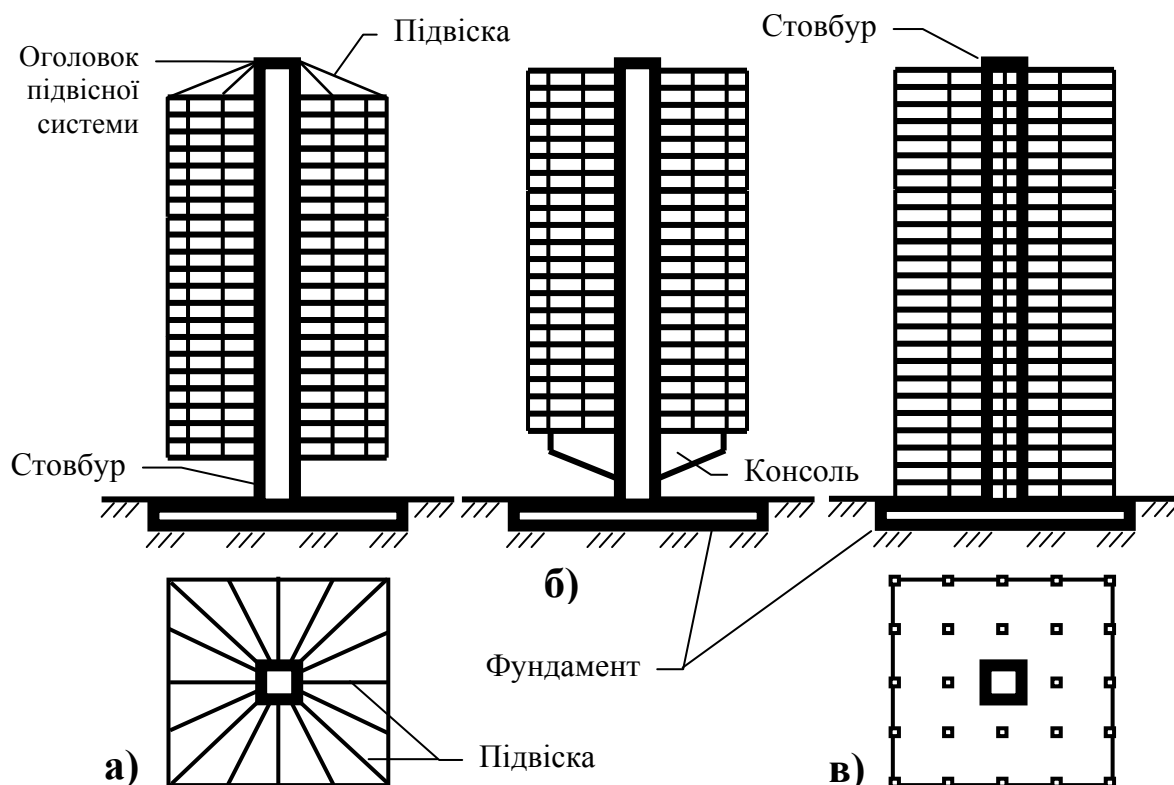 Оголовок
підвісної
системи
Підвіска
Стовбур
Стовбур
Консоль
б)
Фундамент
а)
Підвіска
в)